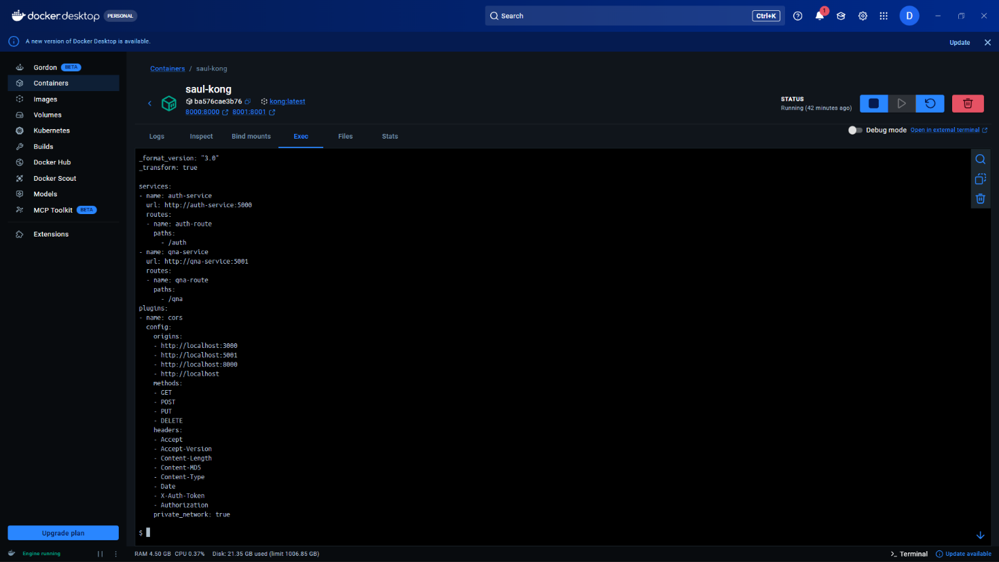 docker.desktop PERSONAL
Search Ctrl+K
1
D
A new version of Docker Desktop is available.
Update
Gordon BETA
Containers
Images
Volumes
Kubernetes
Builds
Docker Hub
Docker Scout
Models
MCP Toolkit BETA
Extensions
Upgrade plan
Containers / saul-kong
saul-kong
ba576cae3b76 kong:latest
8000:8000 8001:8001
STATUS
Running (42 minutes ago)
Logs Inspect Bind mounts Exec Files Stats
Debug mode Open in external terminal
_format_version: "3.0"
_transform: true
services:
- name: auth-service
url: http://auth-service:5000
routes:
- name: auth-route
paths:
- /auth
- name: qna-service
url: http://qna-service:5001
routes:
- name: qna-route
paths:
- /qna
plugins:
- name: cors
config:
origins:
- http://localhost:3000
- http://localhost:5001
- http://localhost:8000
- http://localhost
methods:
- GET
- POST
- PUT
- DELETE
headers:
- Accept
- Accept-Version
- Content-Length
- Content-MD5
- Content-Type
- Date
- X-Auth-Token
- Authorization
private_network: true
$
Engine running
RAM 4.50 GB CPU 0.37% Disk: 21.35 GB used (limit 1006.85 GB)
>_ Terminal
Update available